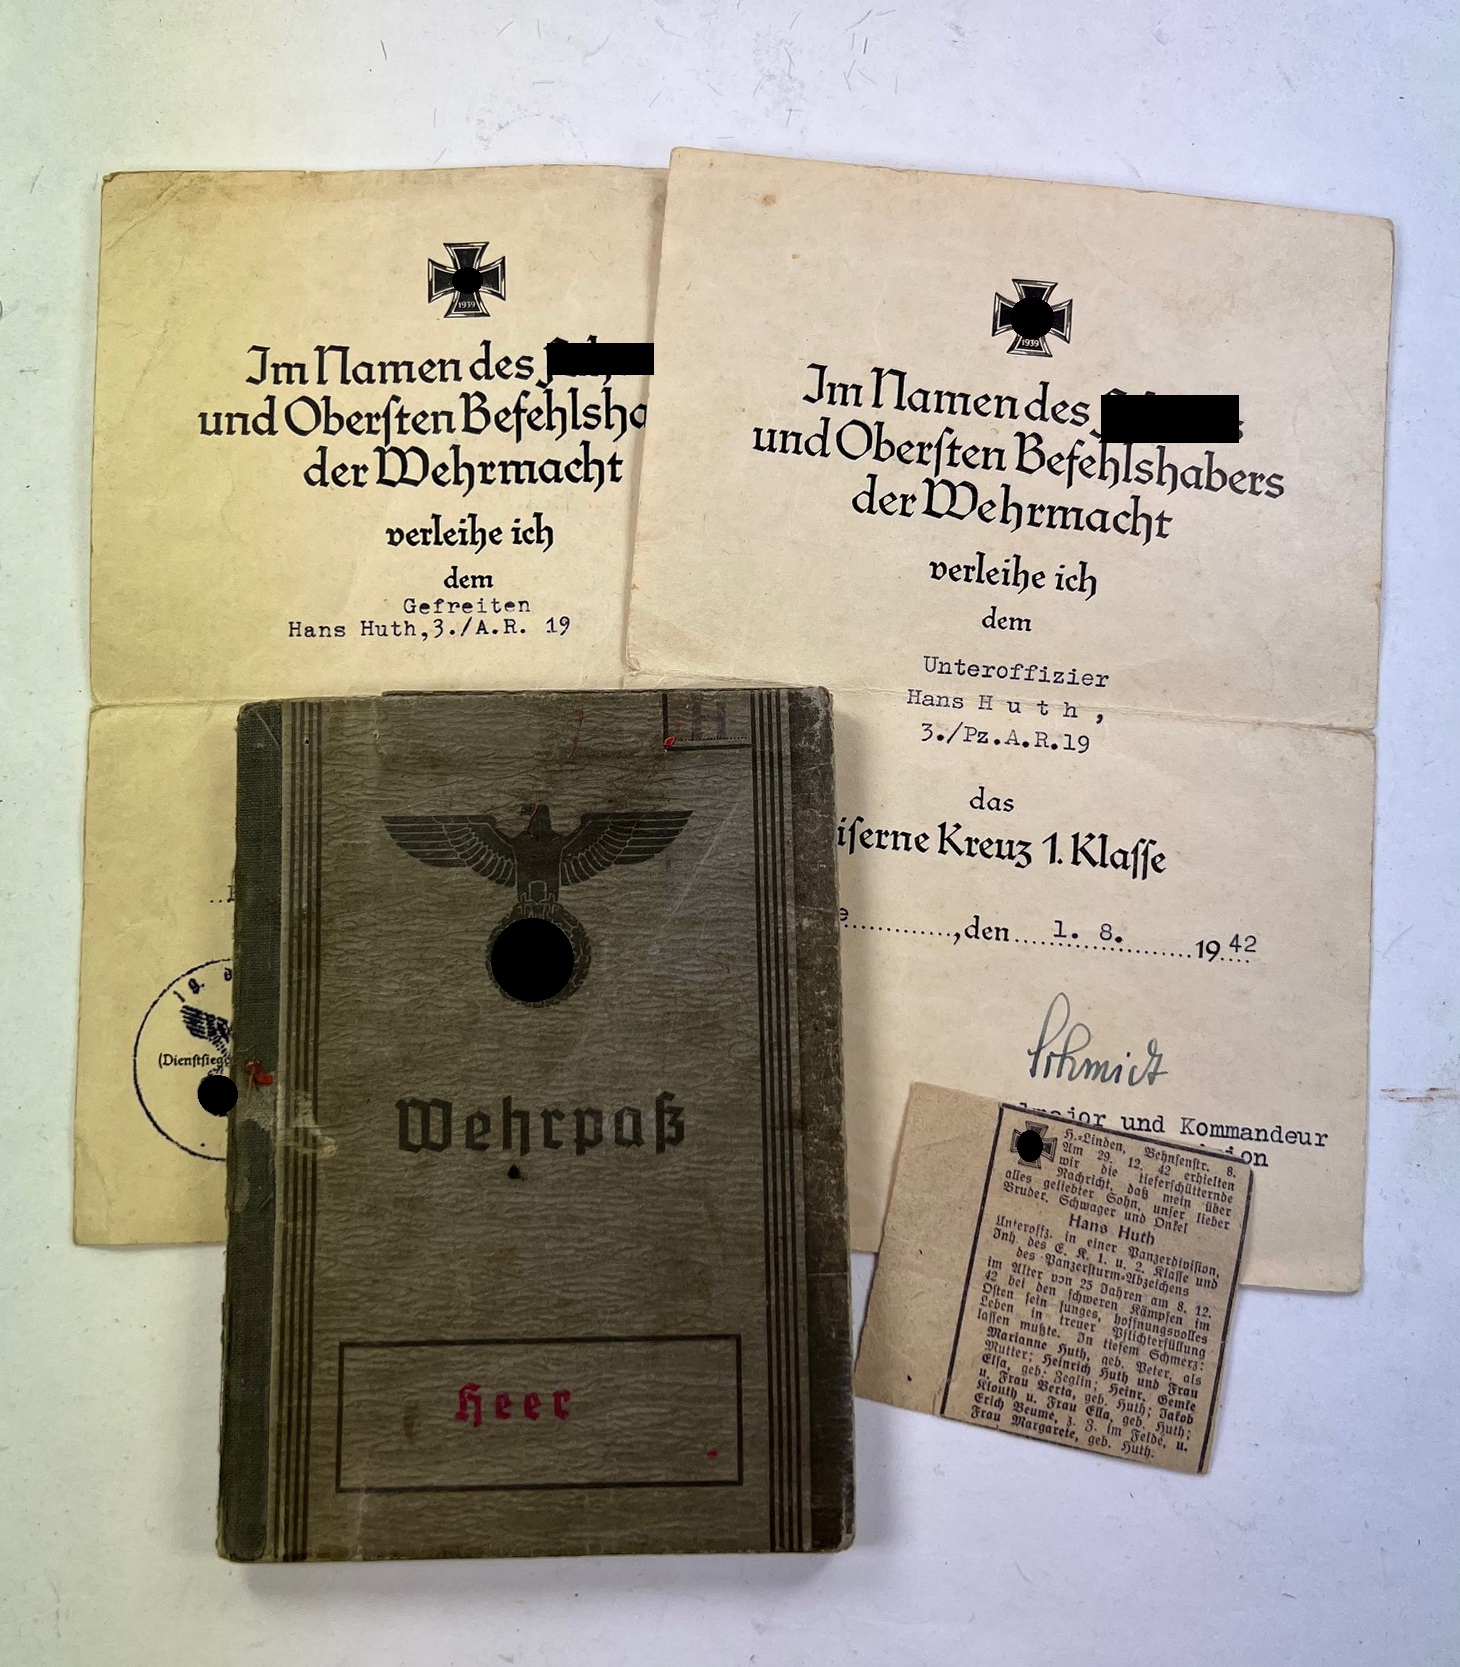 1939
Im Namen des
und Obersten Befehlsha
der Wehrmacht
verleihe ich
dem
Gefreiten
Hans Huth,3./A.R. 19
(Dienstsieg
1939
Im Namen des
und Obersten Befehlshabers
der Wehrmacht
verleihe ich
dem
Unteroffizier
Hans H u t h ,
3./Pz.A.R.19
das
iserne Kreuz 1. Klasse
e..............,den....1. 8........19 42
Schmidt
major und Kommandeur
ion
H
Wehrpaß
Heer
H.-Linden, Behnsenstr. 8.
Am 29. 12. 42 erhielten
wir die tieferschütternde
Nachricht, daß mein über
alles geliebter Sohn, unser lieber
Bruder, Schwager und Onkel
Hans Huth
Unteroffz. in einer Panzerdivision,
Inh. des E. K. 1. u. 2. Klasse und
des Panzersturm-Abzeichens
im Alter von 25 Jahren am 8. 12.
42 bei den schweren Kämpfen im
Osten sein junges, hoffnungsvolles
Leben in treuer Pflichterfüllung
lassen mußte. In tiefem Schmerz:
Marianne Huth, geb. Peter, als
Mutter; Heinrich Huth und Frau
Elsa, geb. Zeglin; Heinr. Gemke
u. Frau Berta, geb. Huth; Jakob
Klouth u. Frau Ella, geb. Huth;
Erich Beume, z. Z. im Felde, u.
Frau Margarete, geb. Huth.